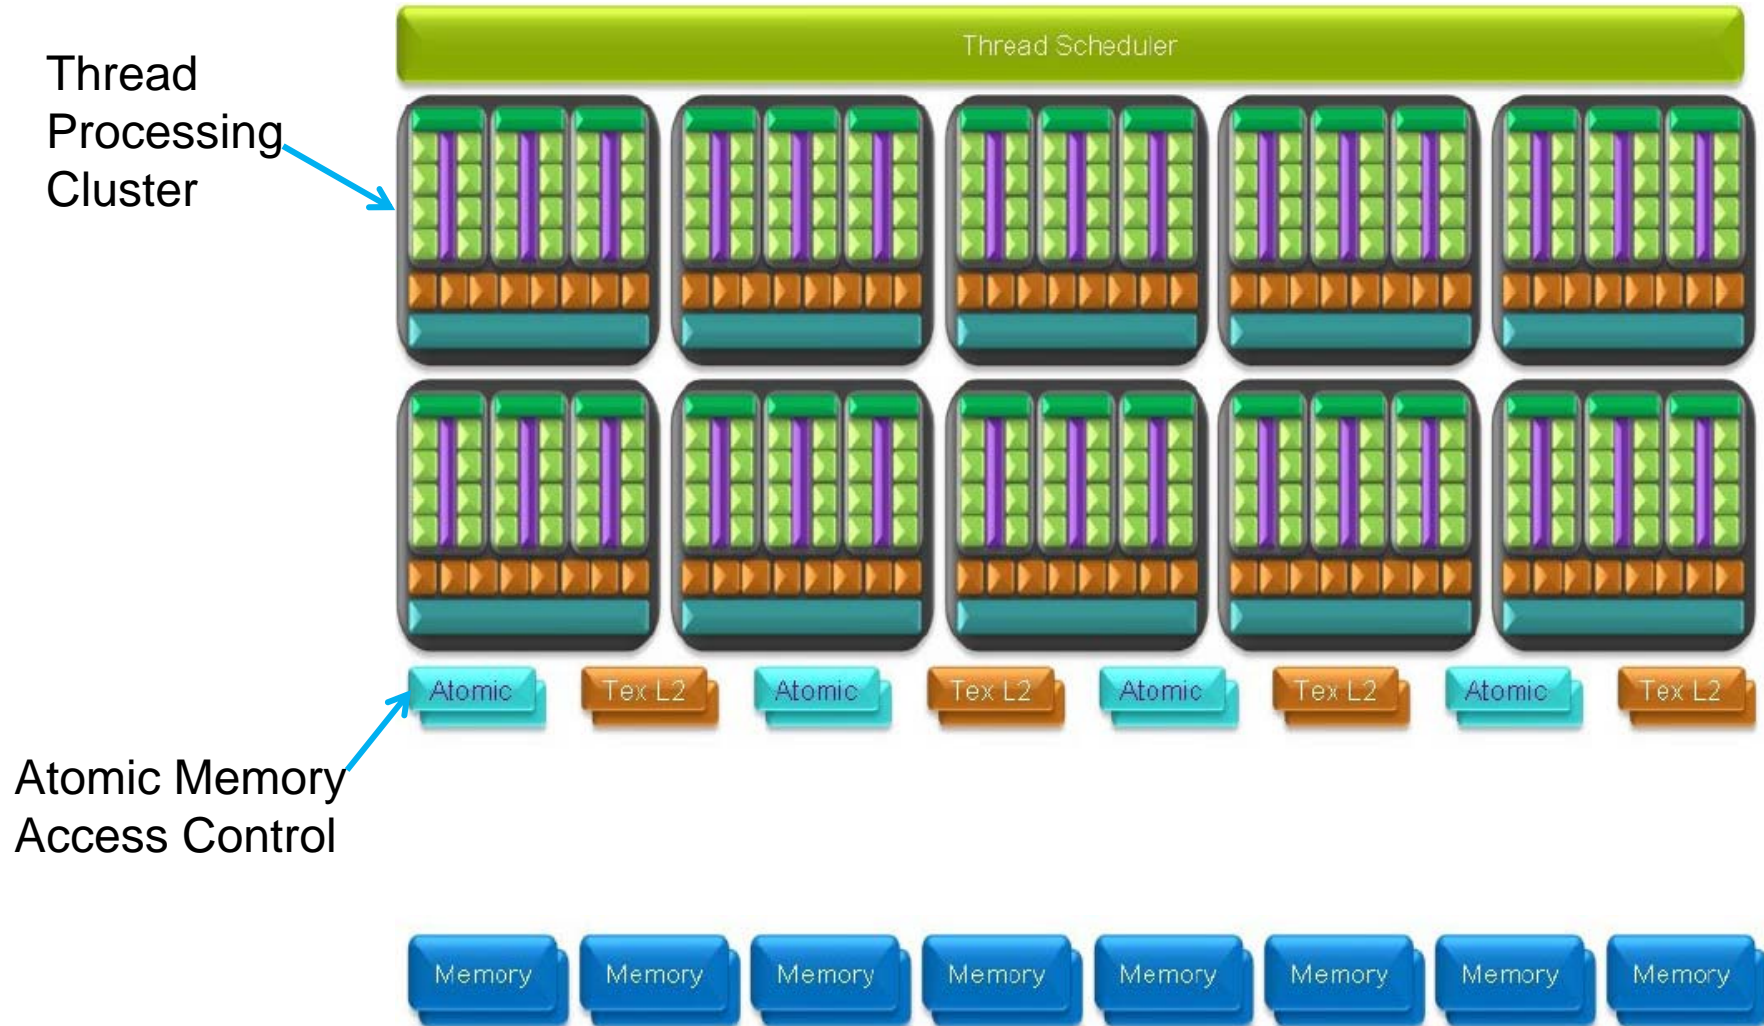 Thread Scheduler
Thread
Processing
Cluster
Atomic
Tex L2
Atomic
Tex L2
Atomic
Tex L2
Atomic
Tex L2
Atomic Memory
Access Control
Memory
Memory
Memory
Memory
Memory
Memory
Memory
Memory